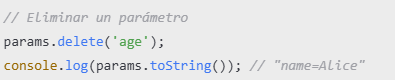 // Eliminar un parámetro
params.delete('age');
console.log(params.toString()); // "name=Alice"